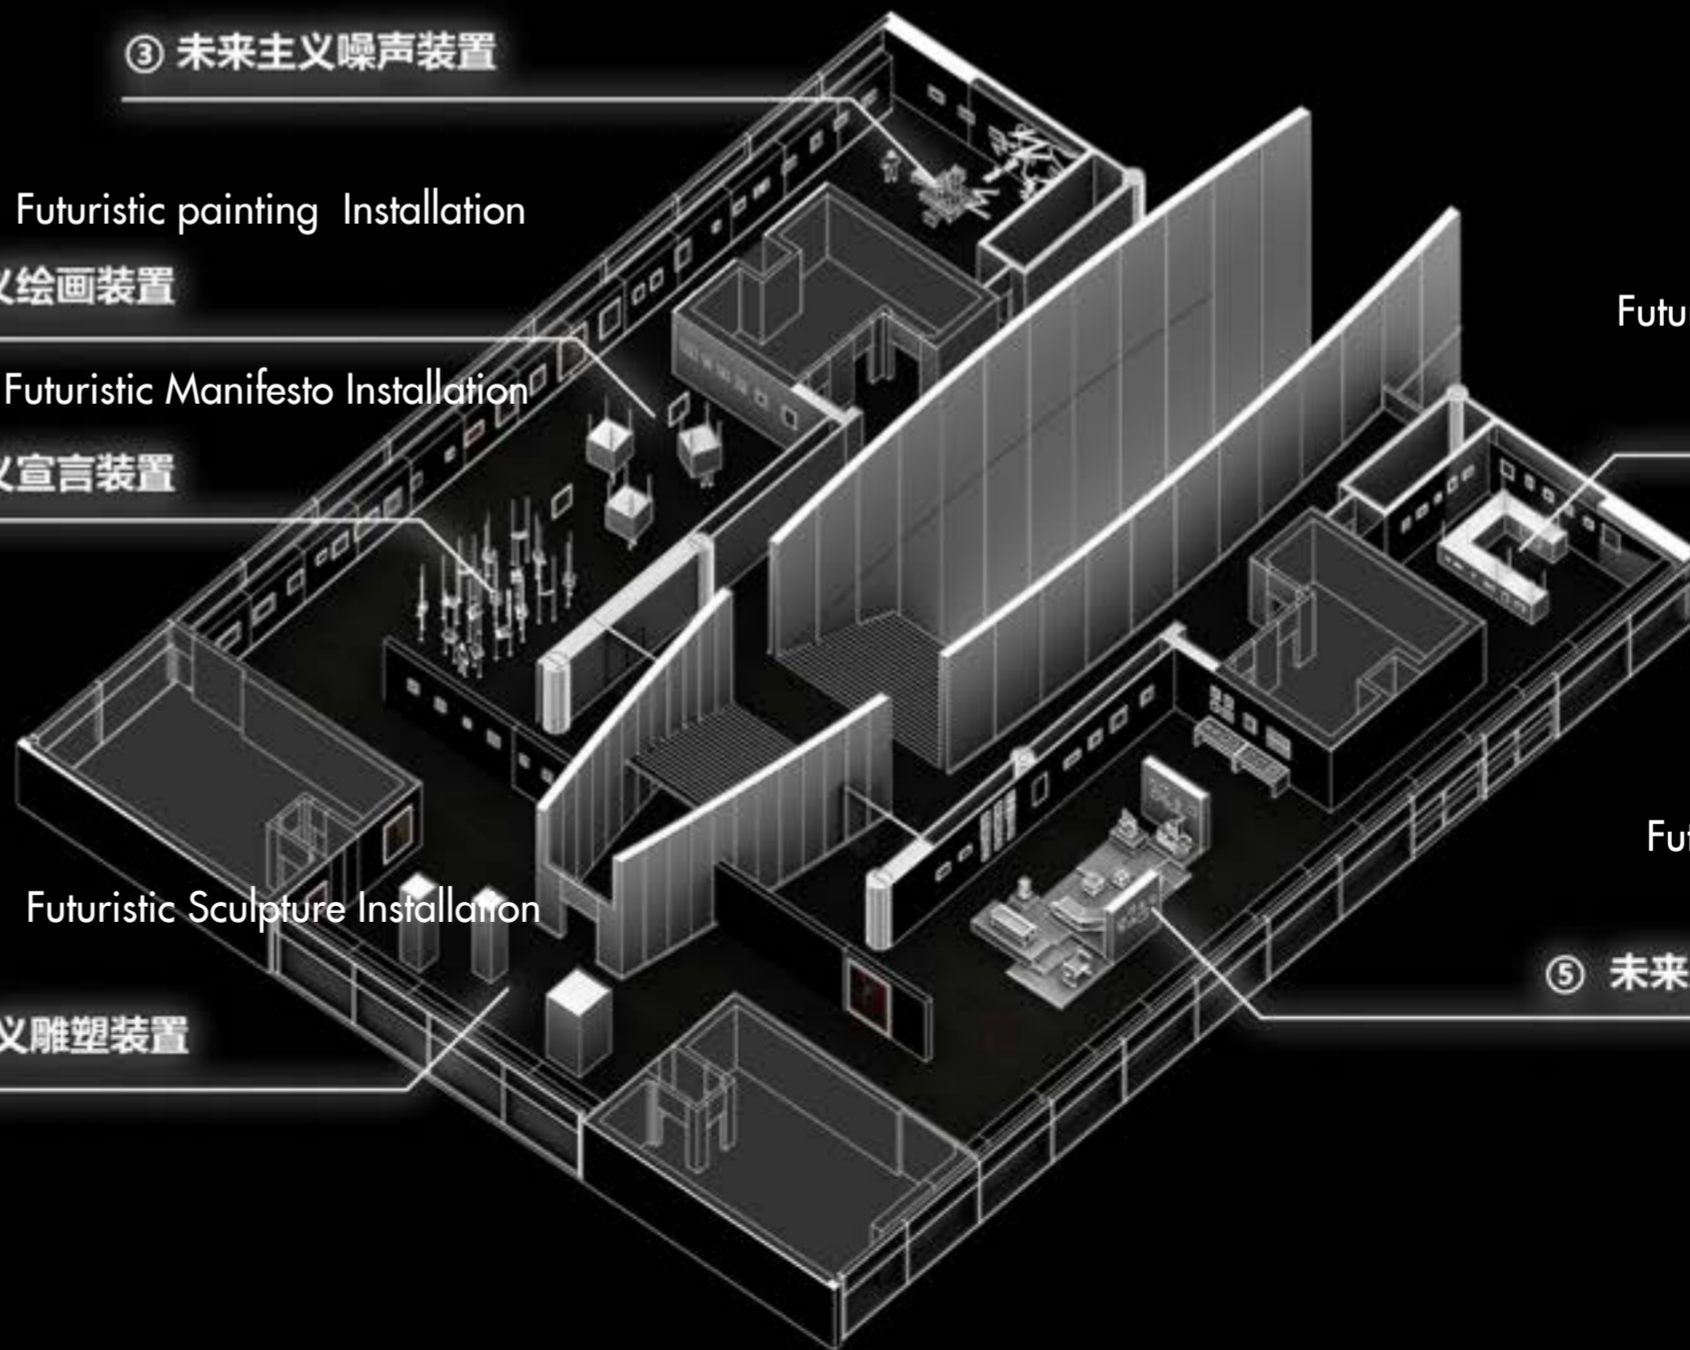 ③ 未来主义噪声装置
Futuristic painting Installation
义绘画装置
Futuristic Manifesto Installation
义宣言装置
Futuristic Sculpture Installation
义雕塑装置
Futu
Fut
⑤ 未来